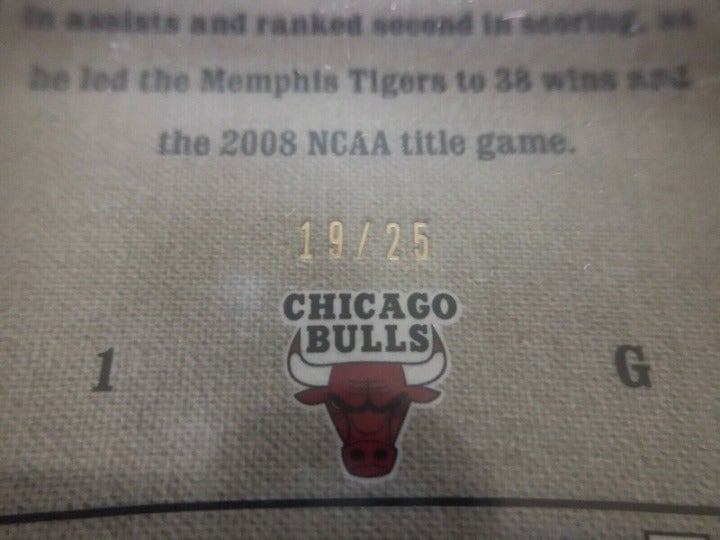 in assists and ranked second in scoring, as
he led the Memphis Tigers to 38 wins and
the 2008 NCAA title game.
19/25
CHICAGO
BULLS
1
G